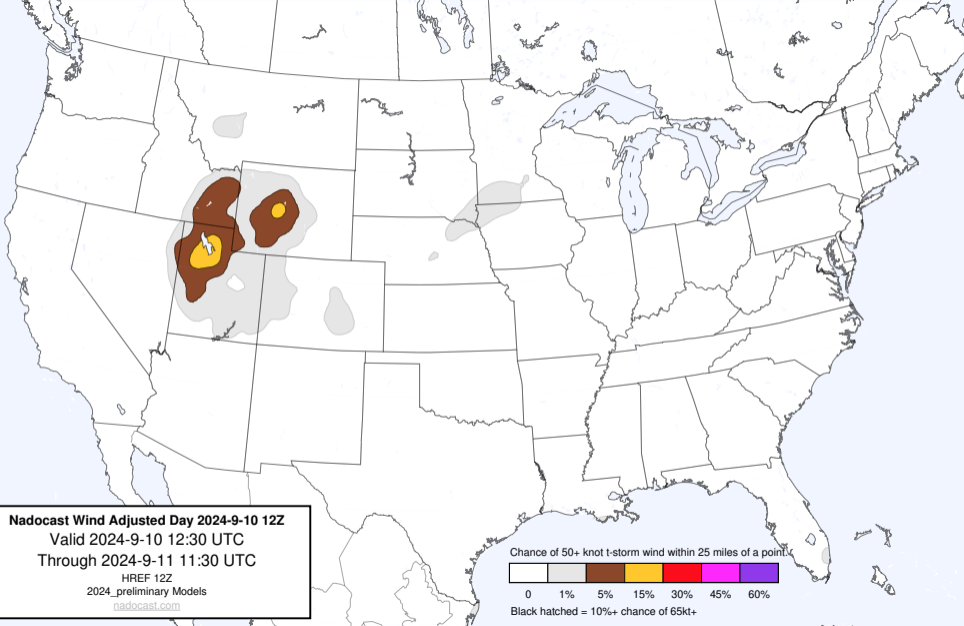 Nadocast Wind Adjusted Day 2024-9-10 12Z
Valid 2024-9-10 12:30 UTC
Through 2024-9-11 11:30 UTC
HREF 12Z
2024_preliminary Models
nadocast.com
Chance of 50+ knot t-storm wind within 25 miles of a point.
0 1% 5% 15% 30% 45% 60%
Black hatched = 10%+ chance of 65kt+